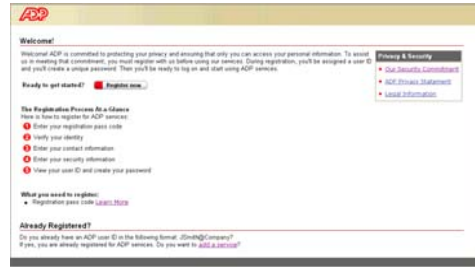 ADP
Welcome!
Welcome! ADP is committed to protecting your privacy and ensuring that only you can access your personal information. To assist
us in meeting that commitment, you must register with us before using our services. During registration, you'll be assigned a user ID
and you'll create a unique password. Then you'll be ready to log on and start using ADP services.
Privacy & Security
Our Security Commitment
ADP Privacy Statement
Legal Information
Ready to get started? Register now
The Registration Process At-a-Glance
Here is how to register for ADP services:
1 Enter your registration pass code
2 Verify your identity
3 Enter your contact information
4 Enter your security information
5 View your user ID and create your password
What you need to register:
Registration pass code Learn More
Already Registered?
Do you already have an ADP user ID in the following format: JSmith@Company?
If yes, you are already registered for ADP services. Do you want to add a service?